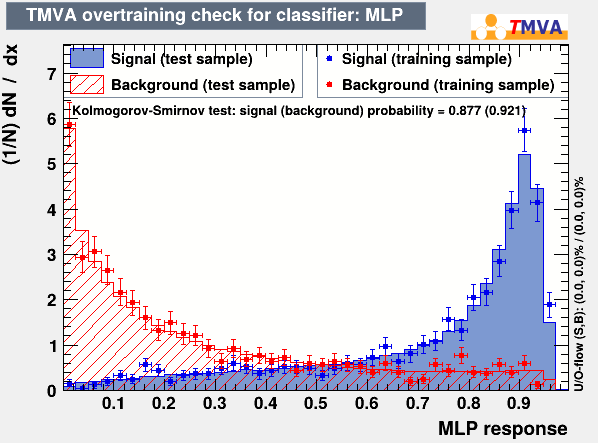 TMVA overtraining check for classifier: MLP
TMVA
(1/N) dN / dx
Signal (test sample)
Background (test sample)
Signal (training sample)
Background (training sample)
Kolmogorov-Smirnov test: signal (background) probability = 0.877 (0.921)
7
6
5
4
3
2
1
0
0.1 0.2 0.3 0.4 0.5 0.6 0.7 0.8 0.9
MLP response
U/O-flow (S,B): (0.0, 0.0)% / (0.0, 0.0)%